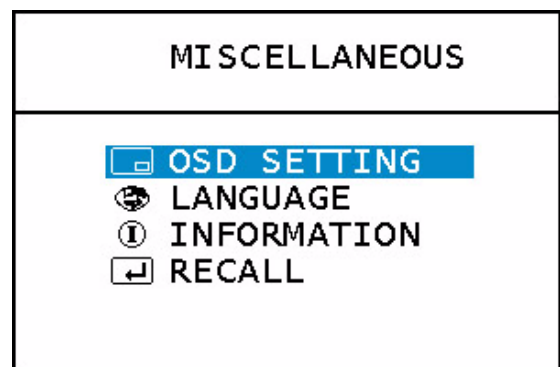 MISCELLANEOUS
OSD SETTING
LANGUAGE
INFORMATION
RECALL